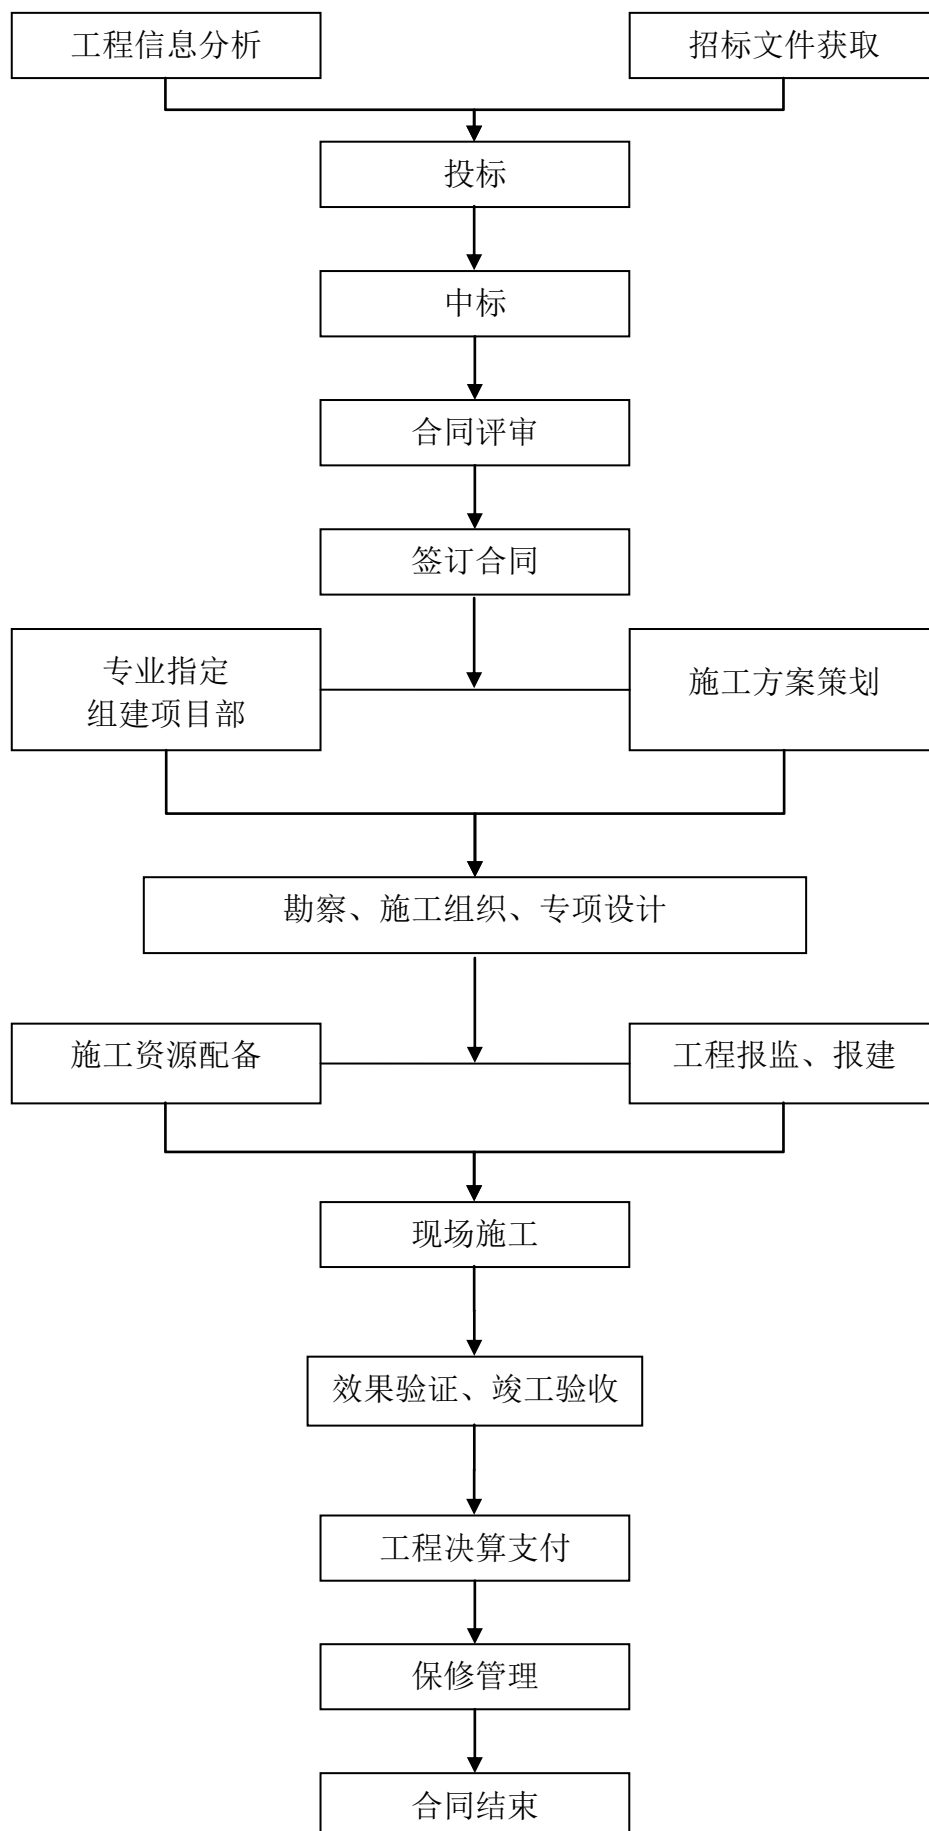 工程信息分析
招标文件获取
投标
中标
合同评审
签订合同
专业指定
组建项目部
施工方案策划
勘察、施工组织、专项设计
施工资源配备
工程报监、报建
现场施工
效果验证、竣工验收
工程决算支付
保修管理
合同结束